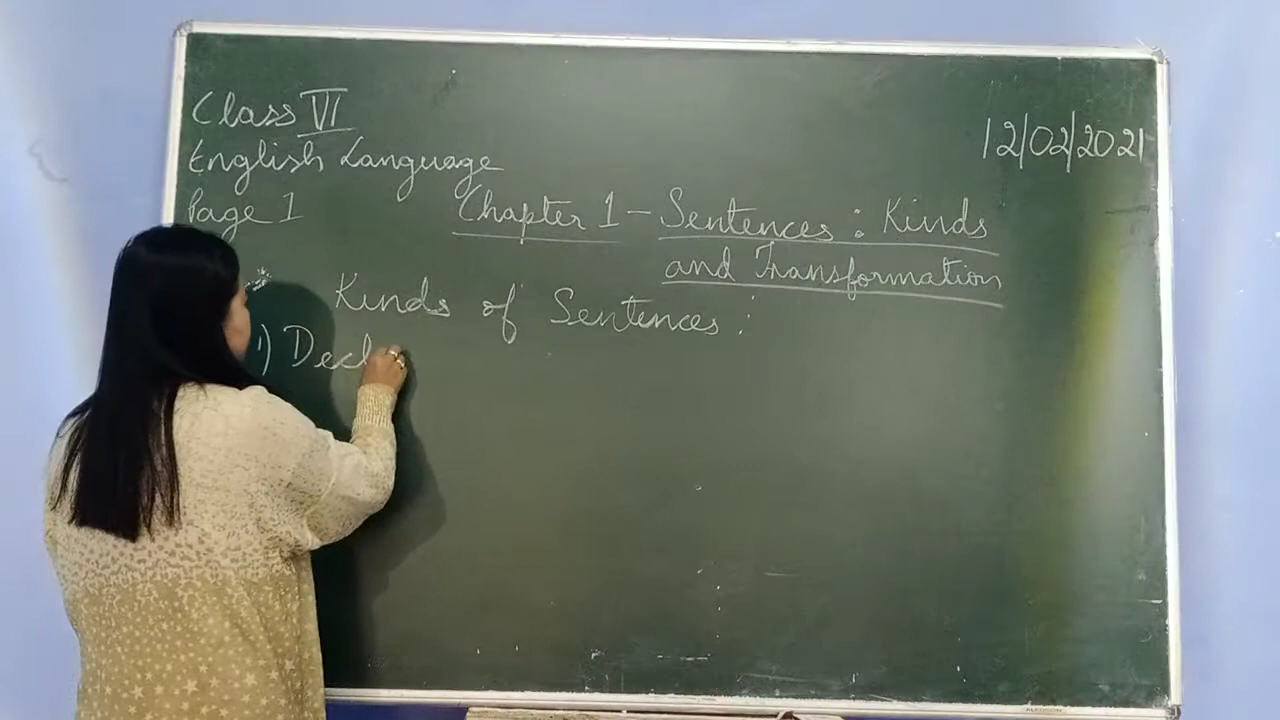 Class VI
12/02/2021
English Language
Page 1
Chapter 1 - Sentences : Kinds
and Transformation
Kinds of Sentences :
1) Decl